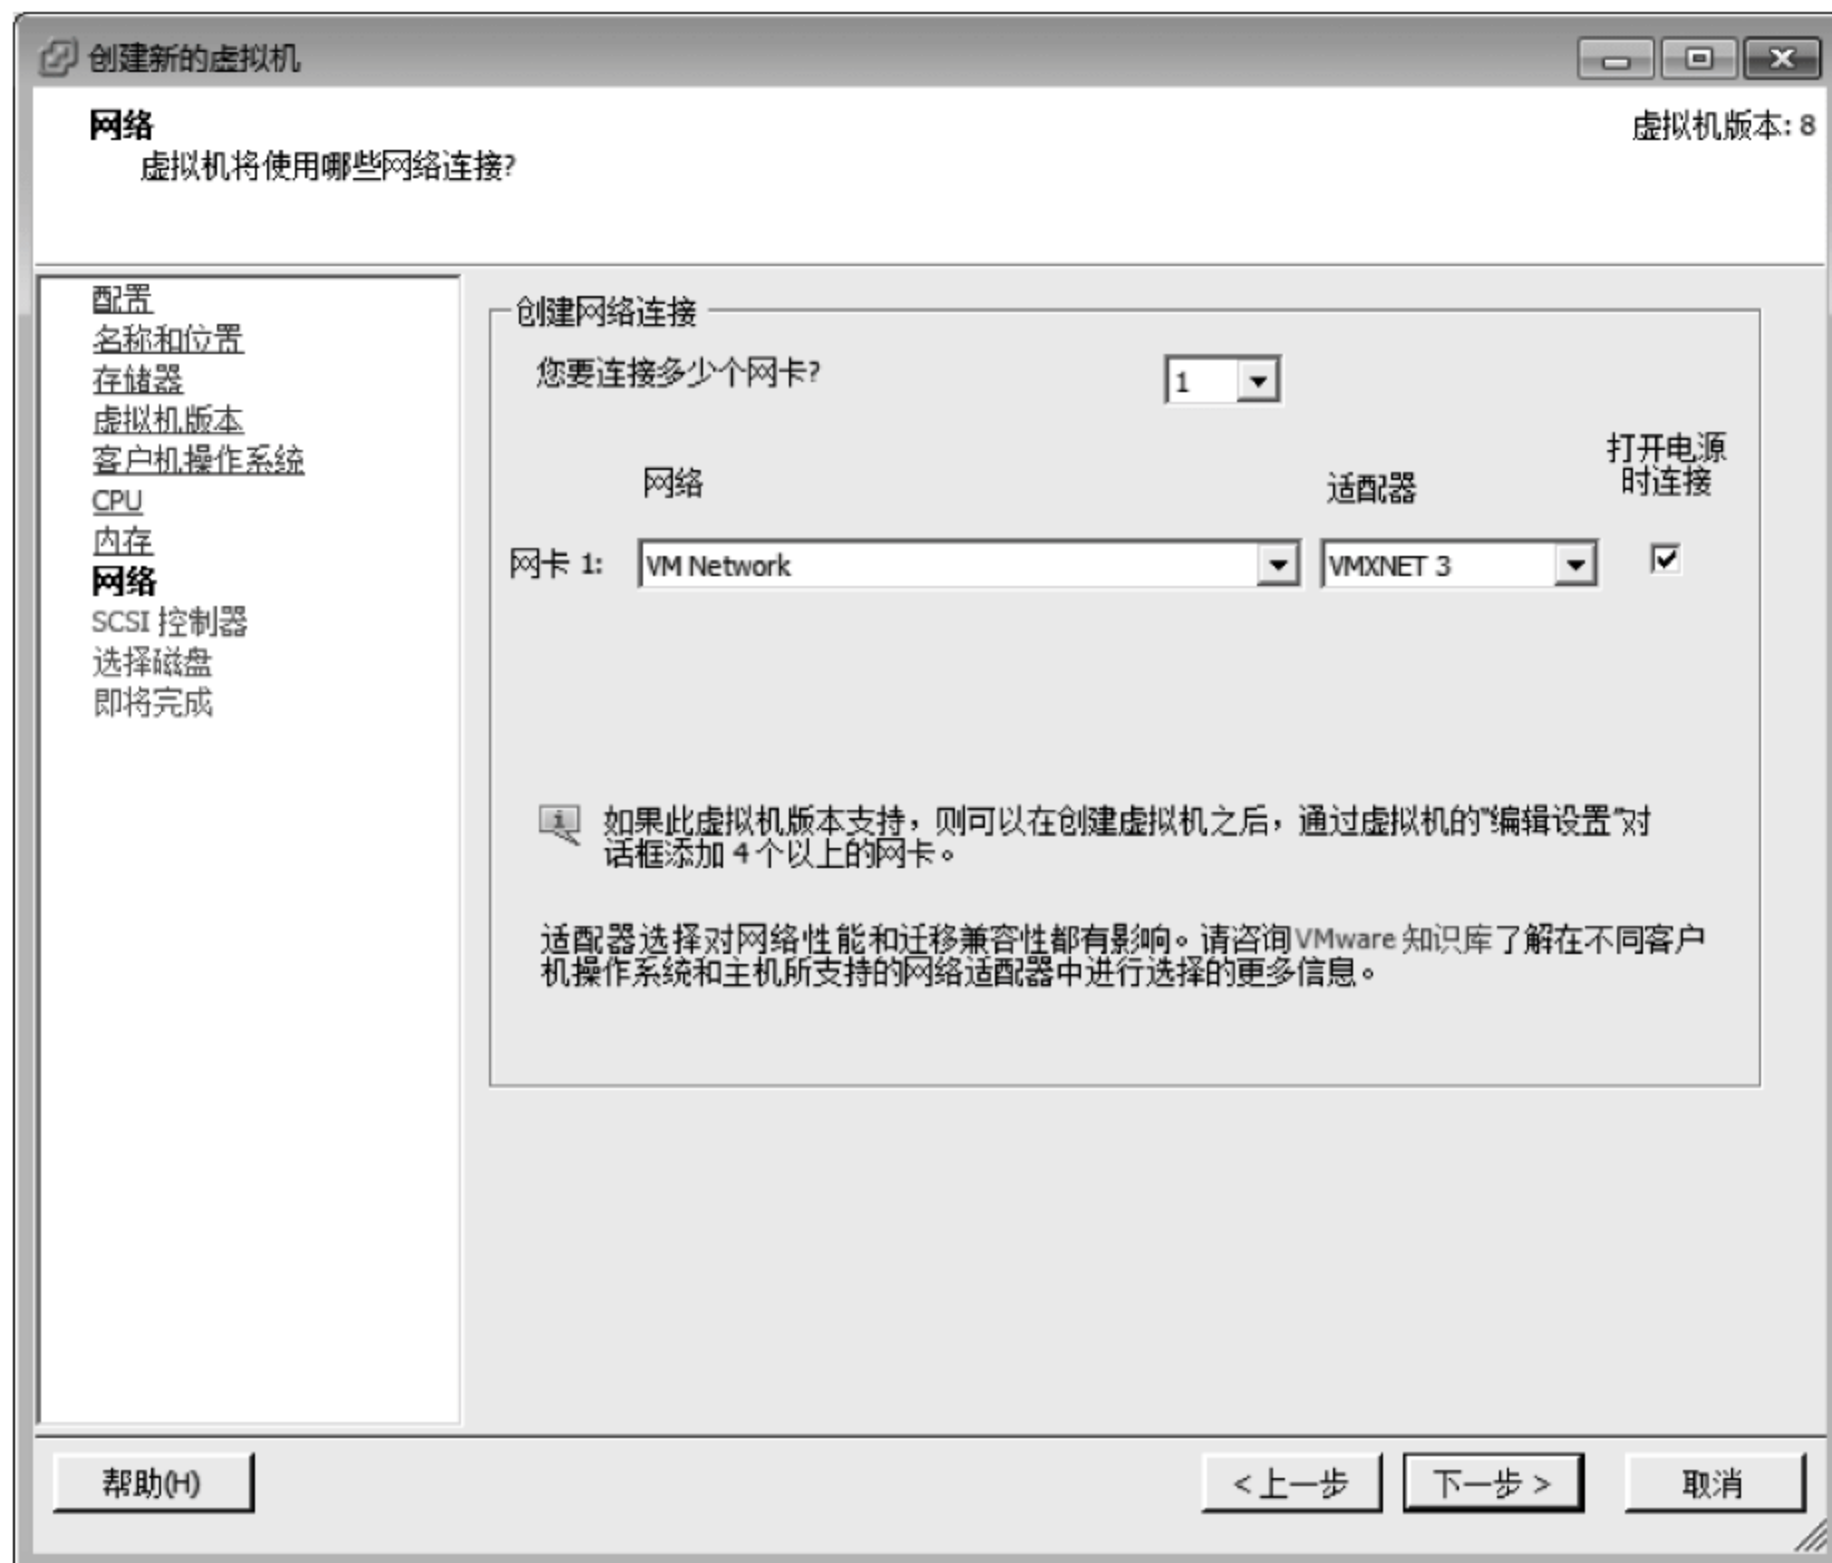 创建新的虚拟机
网络
虚拟机版本: 8
虚拟机将使用哪些网络连接?
配置
名称和位置
存储器
虚拟机版本
客户机操作系统
CPU
内存
网络
SCSI 控制器
选择磁盘
即将完成
创建网络连接
您要连接多少个网卡?
1
网络
适配器
打开电源
时连接
网卡 1:
VM Network
VMXNET 3
如果此虚拟机版本支持，则可以在创建虚拟机之后，通过虚拟机的"编辑设置"对
话框添加 4 个以上的网卡。
适配器选择对网络性能和迁移兼容性都有影响。请咨询 VMware 知识库了解在不同客户
机操作系统和主机所支持的网络适配器中进行选择的更多信息。
帮助(H)
< 上一步
下一步 >
取消